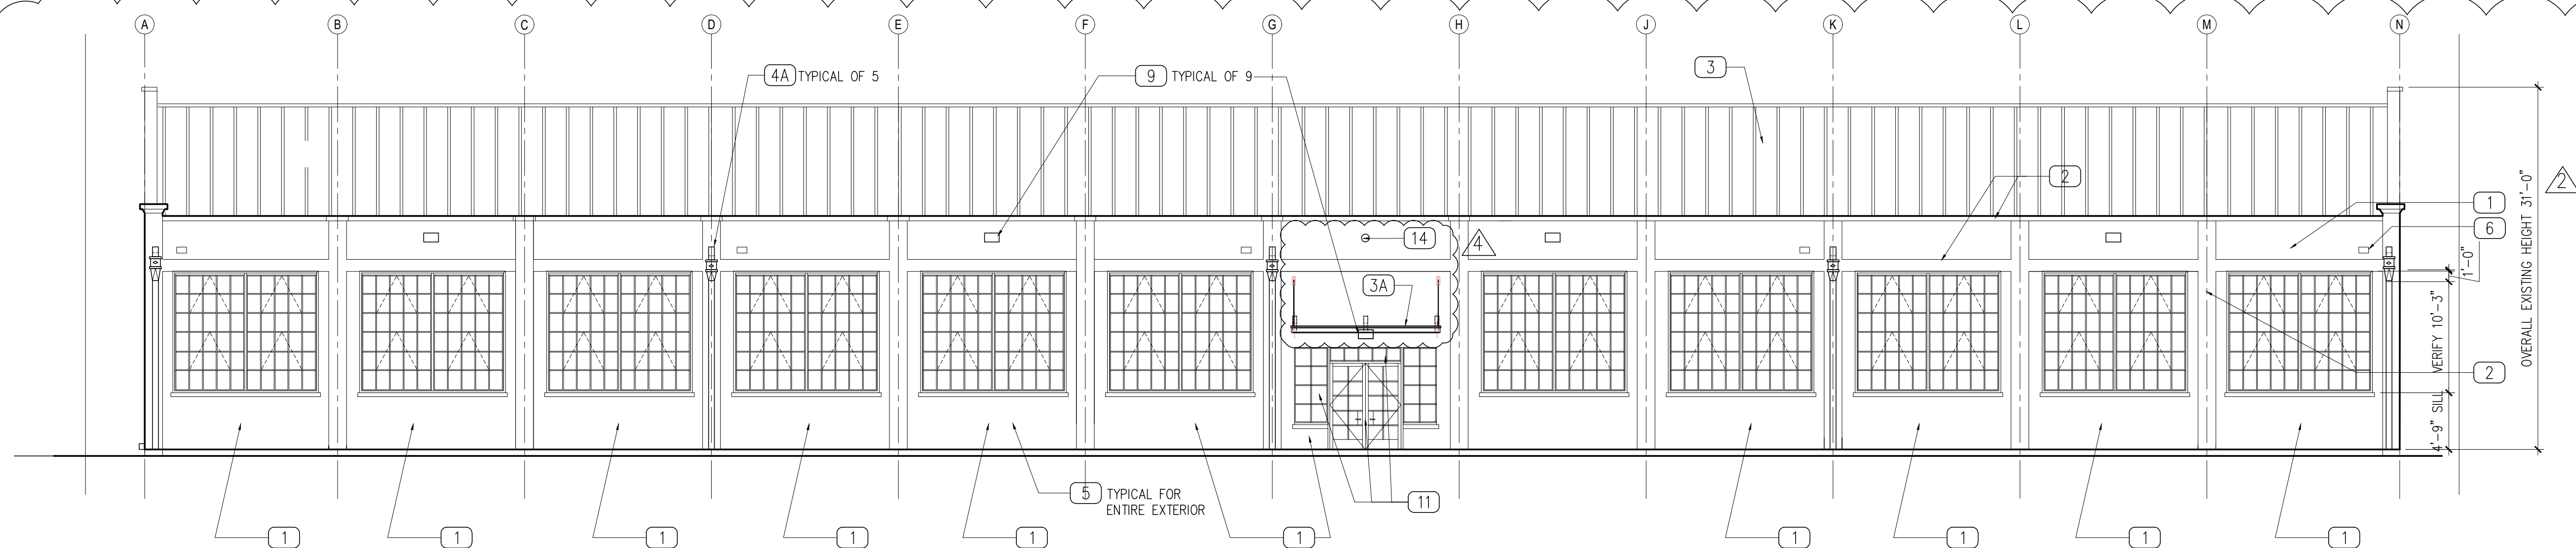 A B C D E F G H J K L M N
4A TYPICAL OF 5
9 TYPICAL OF 9
3
2
2
1
14
4
6
3A
1'-0"
OVERALL EXISTING HEIGHT 31'-0"
VERIFY 10'-3"
2
4'-9" SILL
5 TYPICAL FOR
ENTIRE EXTERIOR
11
1 1 1 1 1 1 1 1 1 1